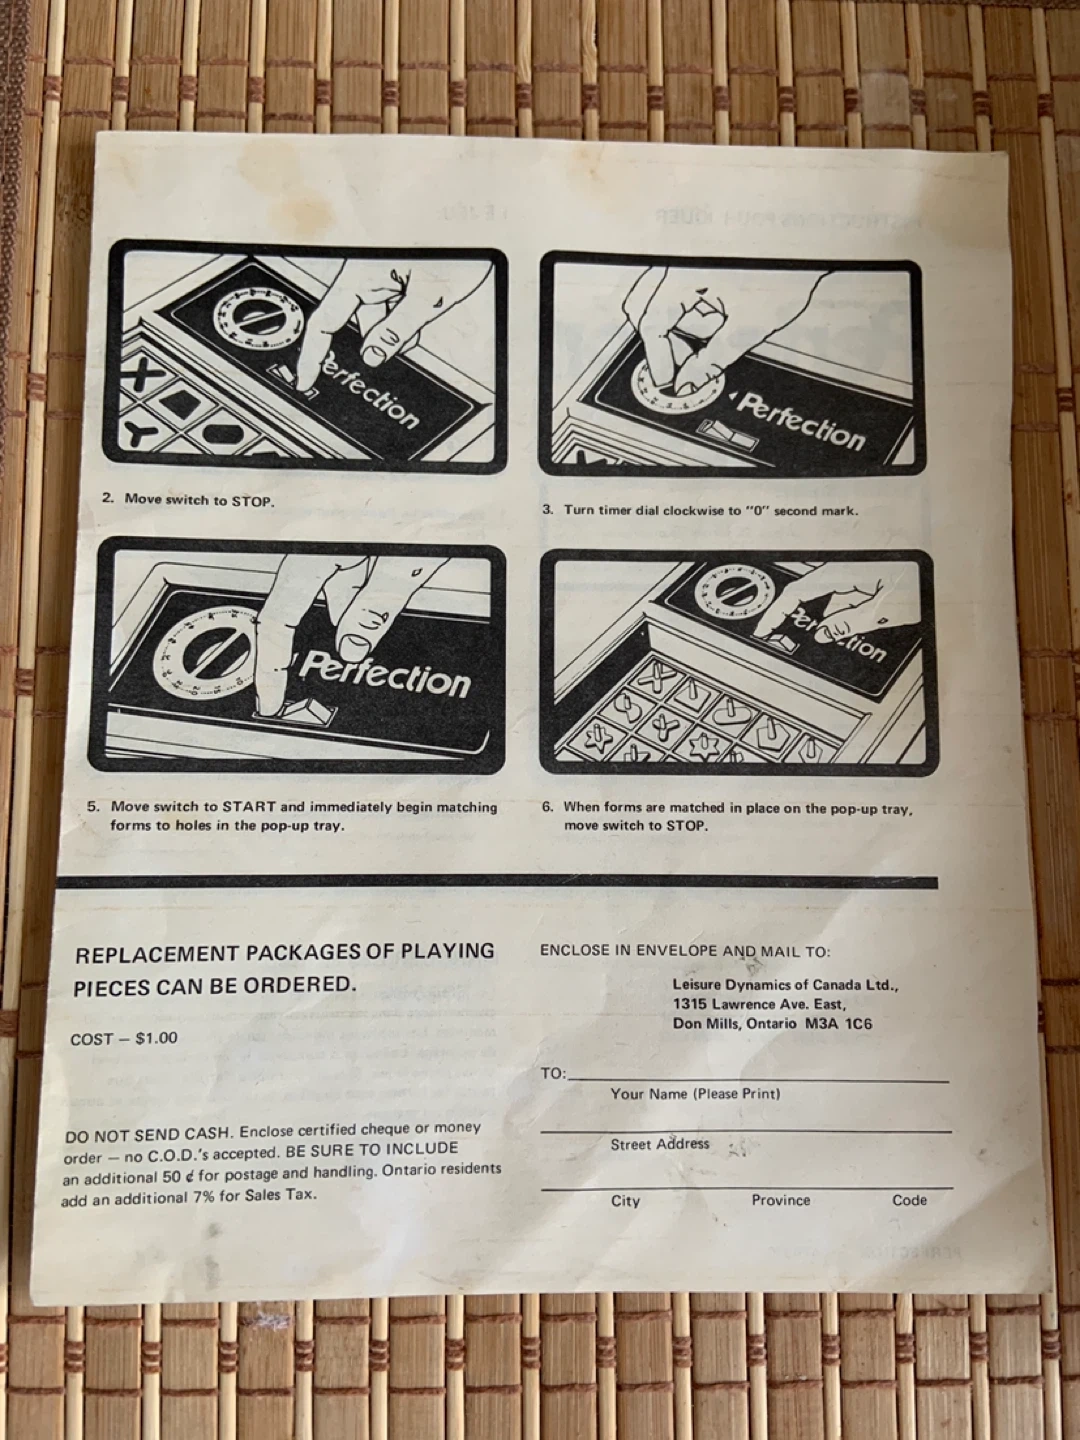 Perfection
2. Move switch to STOP.
Perfection
3. Turn timer dial clockwise to "0" second mark.
Perfection
5. Move switch to START and immediately begin matching
forms to holes in the pop-up tray.
6. When forms are matched in place on the pop-up tray,
move switch to STOP.
REPLACEMENT PACKAGES OF PLAYING
PIECES CAN BE ORDERED.
COST — $1.00
DO NOT SEND CASH. Enclose certified cheque or money
order — no C.O.D.'s accepted. BE SURE TO INCLUDE
an additional 50 ¢ for postage and handling. Ontario residents
add an additional 7% for Sales Tax.
ENCLOSE IN ENVELOPE AND MAIL TO:
Leisure Dynamics of Canada Ltd.,
1315 Lawrence Ave. East,
Don Mills, Ontario M3A 1C6
TO:
Your Name (Please Print)
Street Address
City Province Code